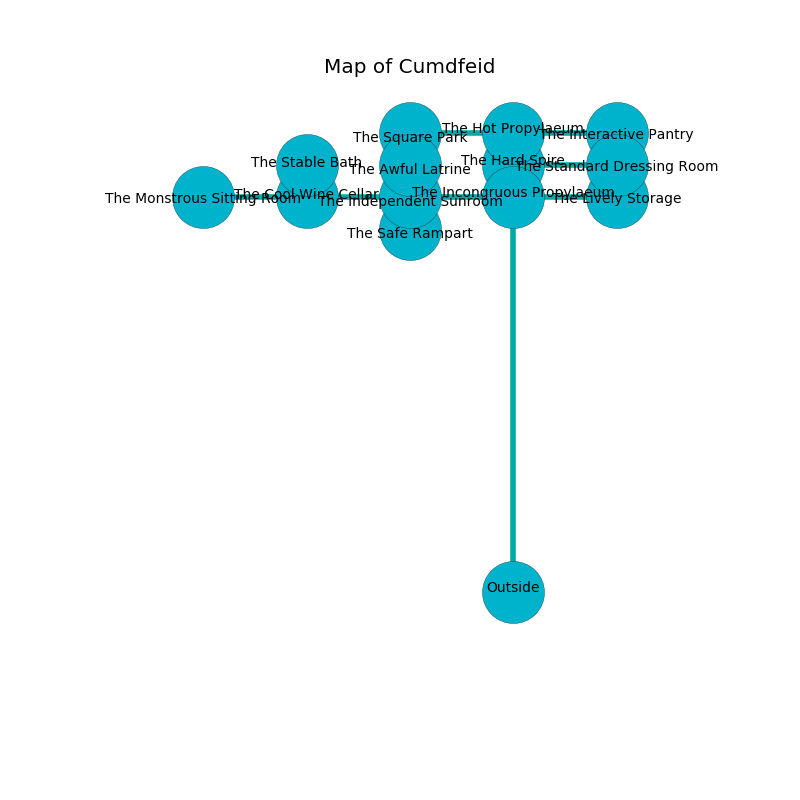 Map of Cumdfeid
The Hot Propylaeum
The Square Park
The Interactive Pantry
The Stable Bath
The Hard Spire
The Awful Latrine
The Standard Dressing Room
The Monstrous Sitting Room
The Cool Wine Cellar
The Independent Sunroom
The Incongruous Propylaeum
The Lively Storage
The Safe Rampart
Outside